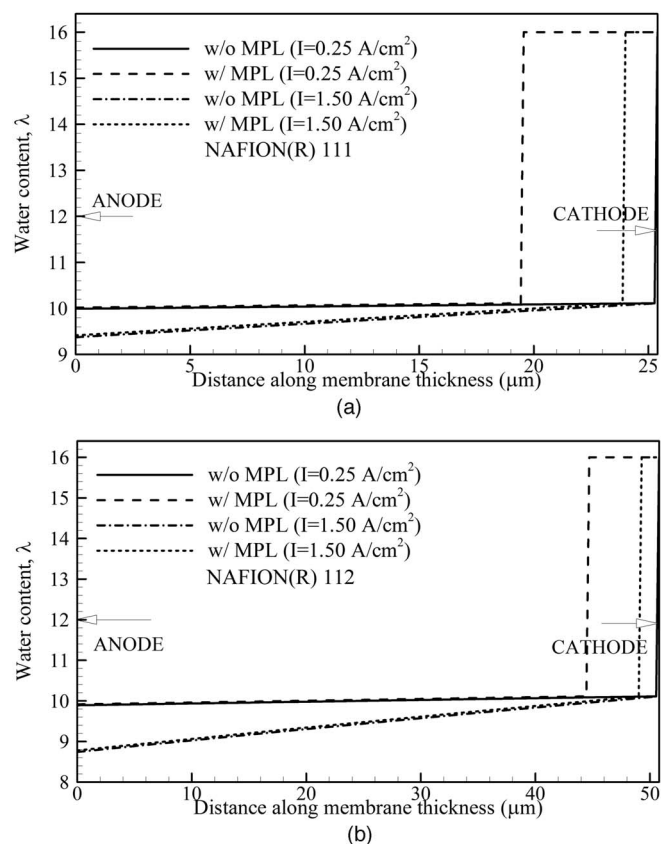 16
15
14
13
12
11
10
9
Water content, λ
w/o MPL (I=0.25 A/cm²)
w/ MPL (I=0.25 A/cm²)
w/o MPL (I=1.50 A/cm²)
w/ MPL (I=1.50 A/cm²)
NAFION(R) 111
ANODE
CATHODE
0 5 10 15 20 25
Distance along membrane thickness (μm)
(a)
16
15
14
13
12
11
10
9
8
Water content, λ
w/o MPL (I=0.25 A/cm²)
w/ MPL (I=0.25 A/cm²)
w/o MPL (I=1.50 A/cm²)
w/ MPL (I=1.50 A/cm²)
NAFION(R) 112
ANODE
CATHODE
0 10 20 30 40 50
Distance along membrane thickness (μm)
(b)